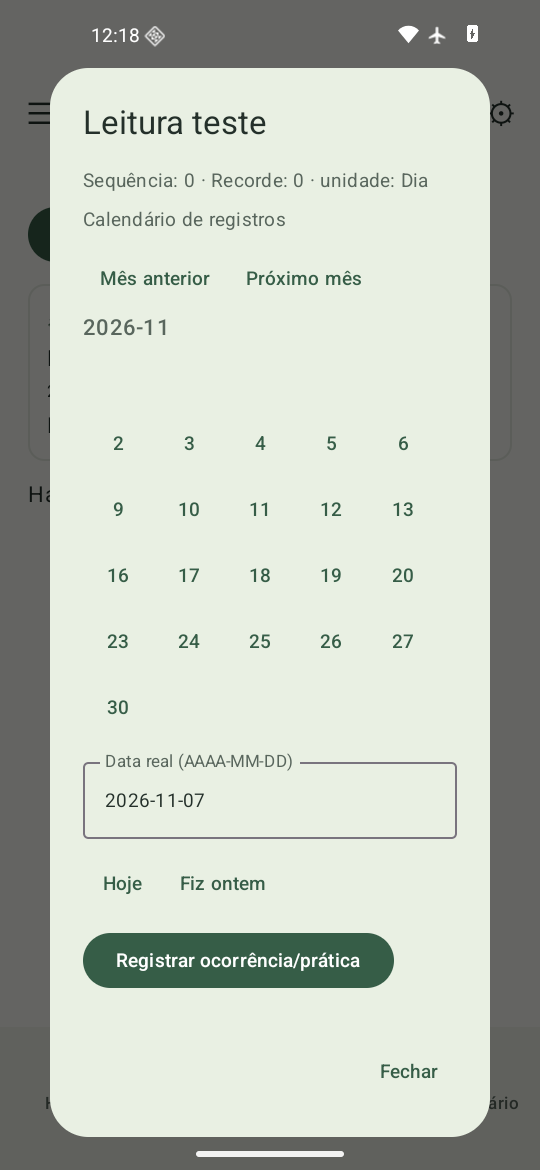 12:18
Leitura teste
Sequência: 0 · Recorde: 0 · unidade: Dia
Calendário de registros
Mês anterior Próximo mês
2026-11
2 3 4 5 6
9 10 11 12 13
16 17 18 19 20
23 24 25 26 27
30
Data real (AAAA-MM-DD)
2026-11-07
Hoje Fiz ontem
Registrar ocorrência/prática
Fechar